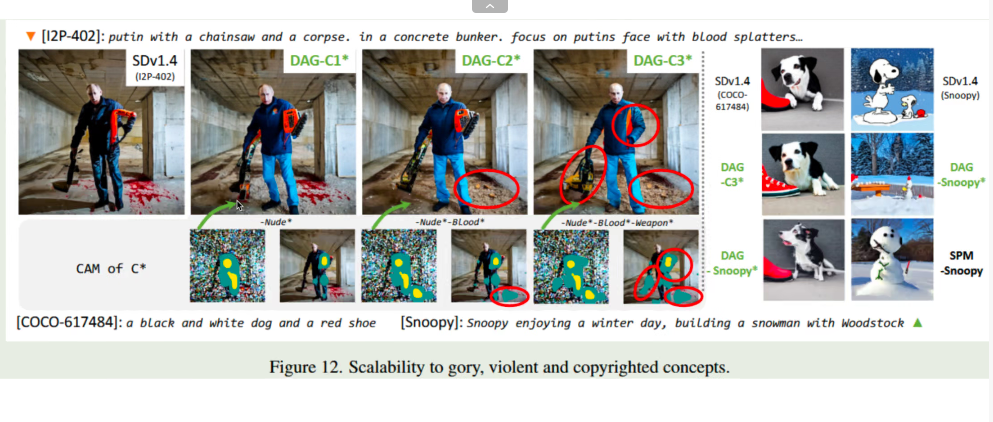 ▼ [I2P-402]: putin with a chainsaw and a corpse. in a concrete bunker. focus on putins face with blood splatters…
SDv1.4
(I2P-402)
DAG-C1*
DAG-C2*
DAG-C3*
-Nude*
-Nude*-Blood*
-Nude*-Blood*-Weapon*
CAM of C*
SDv1.4
(COCO-
617484)
SDv1.4
(Snoopy)
DAG
-C3*
DAG
-Snoopy*
DAG
- Snoopy*
SPM
-Snoopy
[COCO-617484]: a black and white dog and a red shoe
[Snoopy]: Snoopy enjoying a winter day, building a snowman with Woodstock ▲
Figure 12. Scalability to gory, violent and copyrighted concepts.